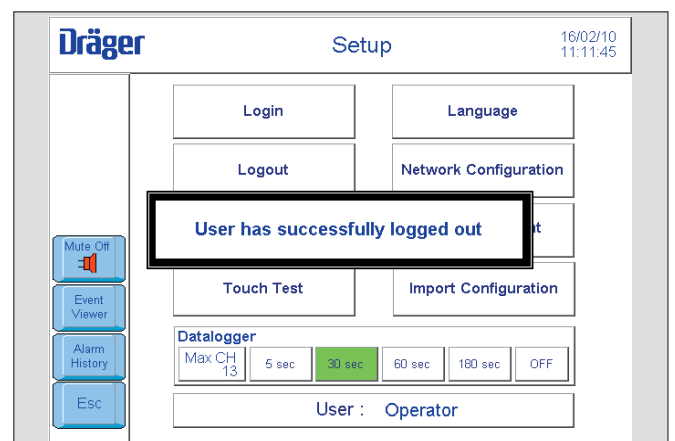 Dräger
Setup
16/02/10
11:11:45
Login
Language
Logout
Network Configuration
User has successfully logged out
Mute Off
Touch Test
Import Configuration
Event
Viewer
Datalogger
Max CH
13
5 sec
30 sec
60 sec
180 sec
OFF
Alarm
History
Esc
User : Operator